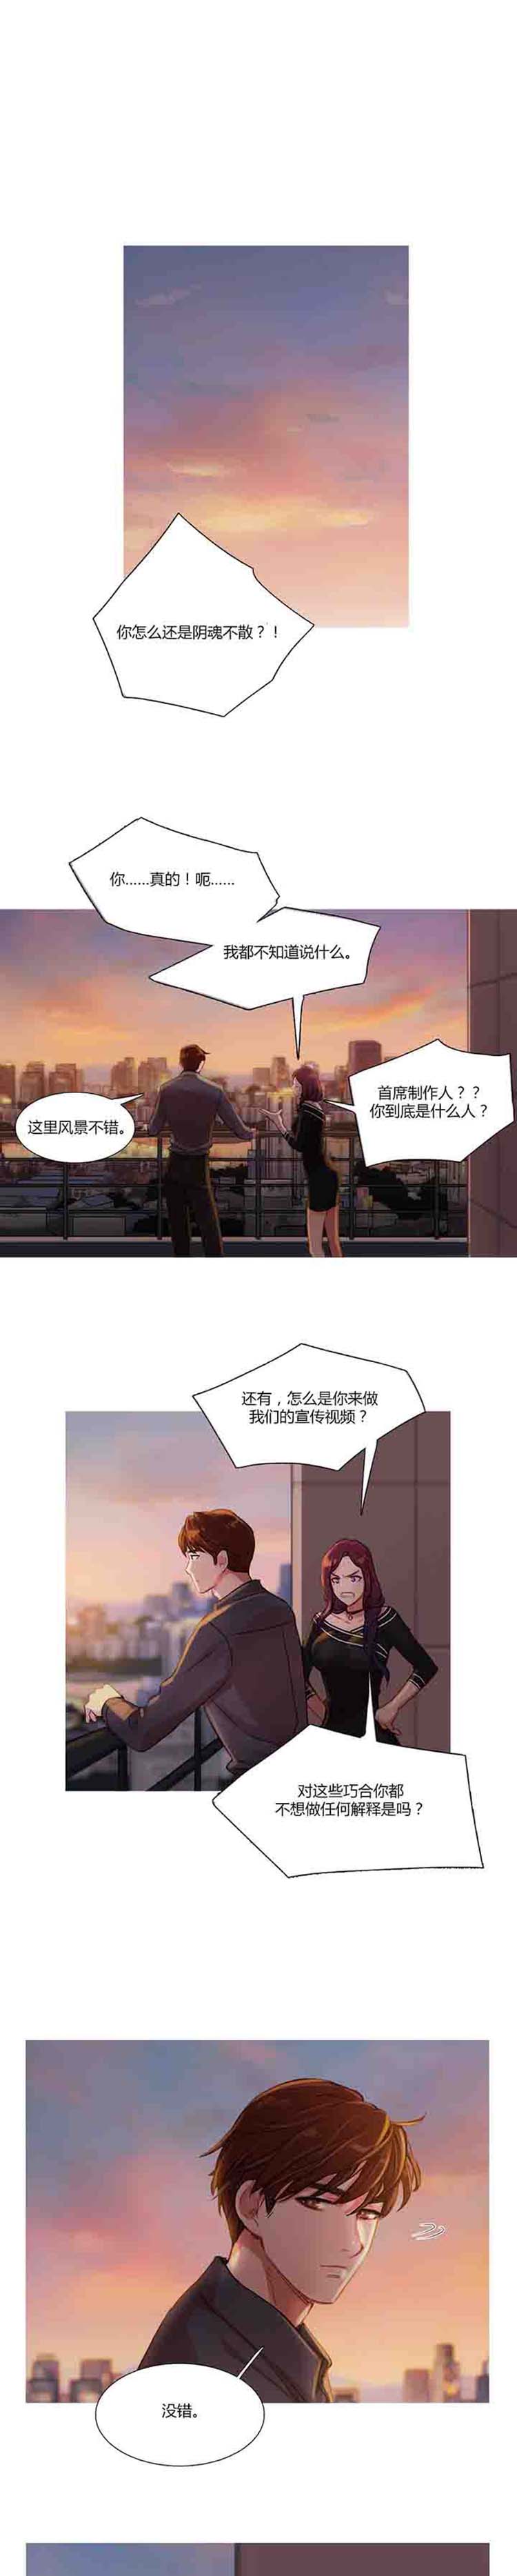 你怎么还是阴魂不散？！
你……真的！呃……
我都不知道说什么。
首席制作人？？
你到底是什么人？
这里风景不错。
还有，怎么是你来做
我们的宣传视频？
对这些巧合你都
不想做任何解释是吗？
没错。